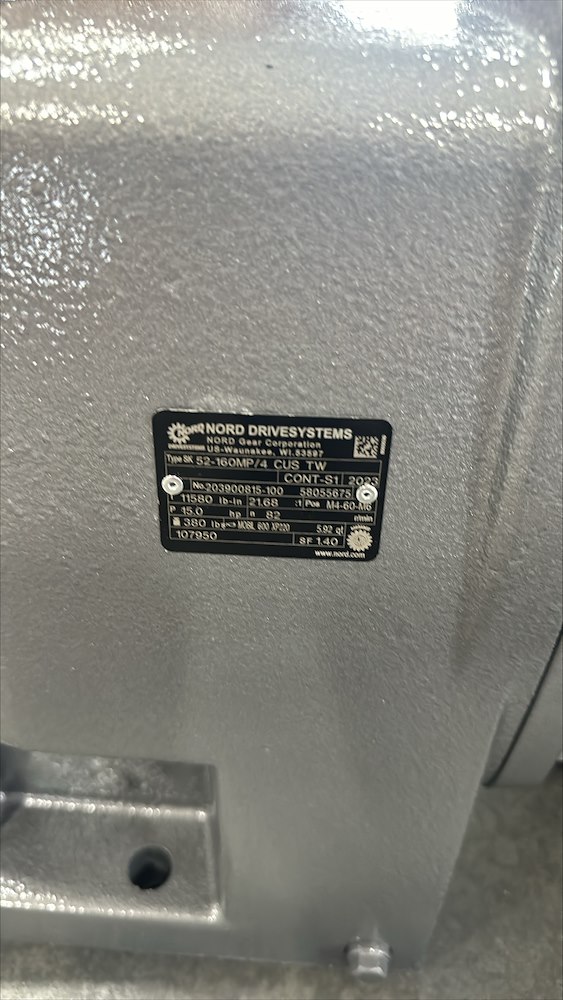 NORD NORD DRIVESYSTEMS
NORD Gear Corporation
US-Waunakee, WI.53597
Type SK 52-160MP/4 CUS TW
CONT-S1 2023
No. 203900815-100 58055675
11580 lb-in 21.68 :1 Pos M4-60-M6
P 15.0 hp n 82 r/min
380 lbs MOBIL 600 XP220 5.92 qt
107950 SF 1.40
www.nord.com